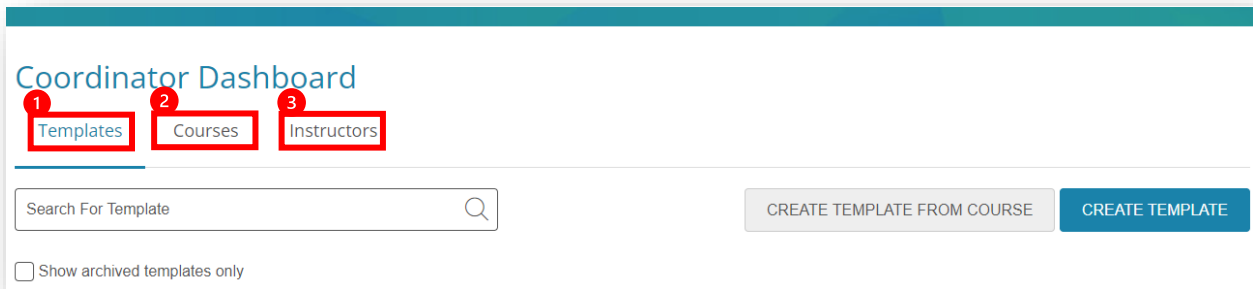 Coordinator Dashboard
1 2 3
Templates Courses Instructors
Search For Template CREATE TEMPLATE FROM COURSE CREATE TEMPLATE
Show archived templates only